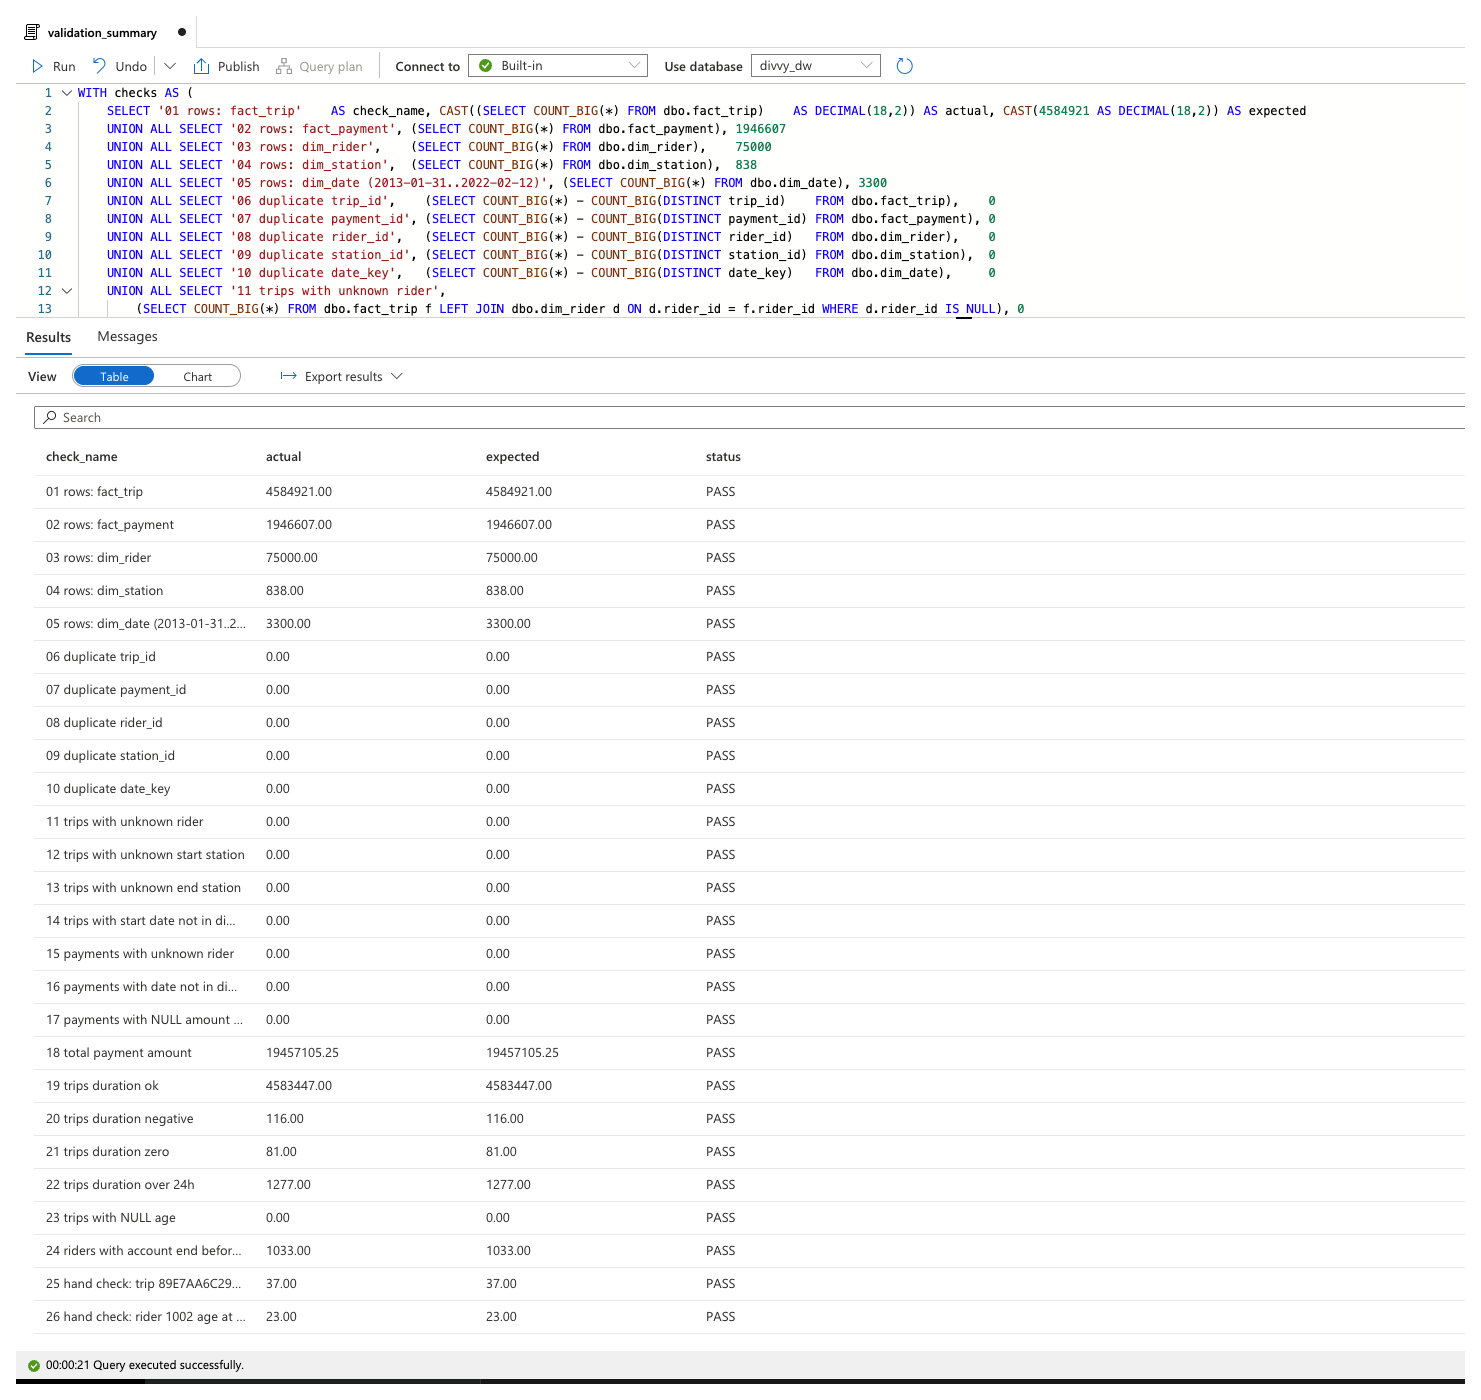 validation_summary
Run Undo Publish Query plan Connect to Built-in Use database divvy_dw
1 WITH checks AS (
2 SELECT '01 rows: fact_trip' AS check_name, CAST((SELECT COUNT_BIG(*) FROM dbo.fact_trip) AS DECIMAL(18,2)) AS actual, CAST(4584921 AS DECIMAL(18,2)) AS expected
3 UNION ALL SELECT '02 rows: fact_payment', (SELECT COUNT_BIG(*) FROM dbo.fact_payment), 1946607
4 UNION ALL SELECT '03 rows: dim_rider', (SELECT COUNT_BIG(*) FROM dbo.dim_rider), 75000
5 UNION ALL SELECT '04 rows: dim_station', (SELECT COUNT_BIG(*) FROM dbo.dim_station), 838
6 UNION ALL SELECT '05 rows: dim_date (2013-01-31..2022-02-12)', (SELECT COUNT_BIG(*) FROM dbo.dim_date), 3300
7 UNION ALL SELECT '06 duplicate trip_id', (SELECT COUNT_BIG(*) - COUNT_BIG(DISTINCT trip_id) FROM dbo.fact_trip), 0
8 UNION ALL SELECT '07 duplicate payment_id', (SELECT COUNT_BIG(*) - COUNT_BIG(DISTINCT payment_id) FROM dbo.fact_payment), 0
9 UNION ALL SELECT '08 duplicate rider_id', (SELECT COUNT_BIG(*) - COUNT_BIG(DISTINCT rider_id) FROM dbo.dim_rider), 0
10 UNION ALL SELECT '09 duplicate station_id', (SELECT COUNT_BIG(*) - COUNT_BIG(DISTINCT station_id) FROM dbo.dim_station), 0
11 UNION ALL SELECT '10 duplicate date_key', (SELECT COUNT_BIG(*) - COUNT_BIG(DISTINCT date_key) FROM dbo.dim_date), 0
12 UNION ALL SELECT '11 trips with unknown rider',
13 (SELECT COUNT_BIG(*) FROM dbo.fact_trip f LEFT JOIN dbo.dim_rider d ON d.rider_id = f.rider_id WHERE d.rider_id IS NULL), 0
Results Messages
View Table Chart Export results
Search
check_name actual expected status
01 rows: fact_trip 4584921.00 4584921.00 PASS
02 rows: fact_payment 1946607.00 1946607.00 PASS
03 rows: dim_rider 75000.00 75000.00 PASS
04 rows: dim_station 838.00 838.00 PASS
05 rows: dim_date (2013-01-31..2... 3300.00 3300.00 PASS
06 duplicate trip_id 0.00 0.00 PASS
07 duplicate payment_id 0.00 0.00 PASS
08 duplicate rider_id 0.00 0.00 PASS
09 duplicate station_id 0.00 0.00 PASS
10 duplicate date_key 0.00 0.00 PASS
11 trips with unknown rider 0.00 0.00 PASS
12 trips with unknown start station 0.00 0.00 PASS
13 trips with unknown end station 0.00 0.00 PASS
14 trips with start date not in di... 0.00 0.00 PASS
15 payments with unknown rider 0.00 0.00 PASS
16 payments with date not in di... 0.00 0.00 PASS
17 payments with NULL amount ... 0.00 0.00 PASS
18 total payment amount 19457105.25 19457105.25 PASS
19 trips duration ok 4583447.00 4583447.00 PASS
20 trips duration negative 116.00 116.00 PASS
21 trips duration zero 81.00 81.00 PASS
22 trips duration over 24h 1277.00 1277.00 PASS
23 trips with NULL age 0.00 0.00 PASS
24 riders with account end befor... 1033.00 1033.00 PASS
25 hand check: trip 89E7AA6C29... 37.00 37.00 PASS
26 hand check: rider 1002 age at ... 23.00 23.00 PASS
00:00:21 Query executed successfully.